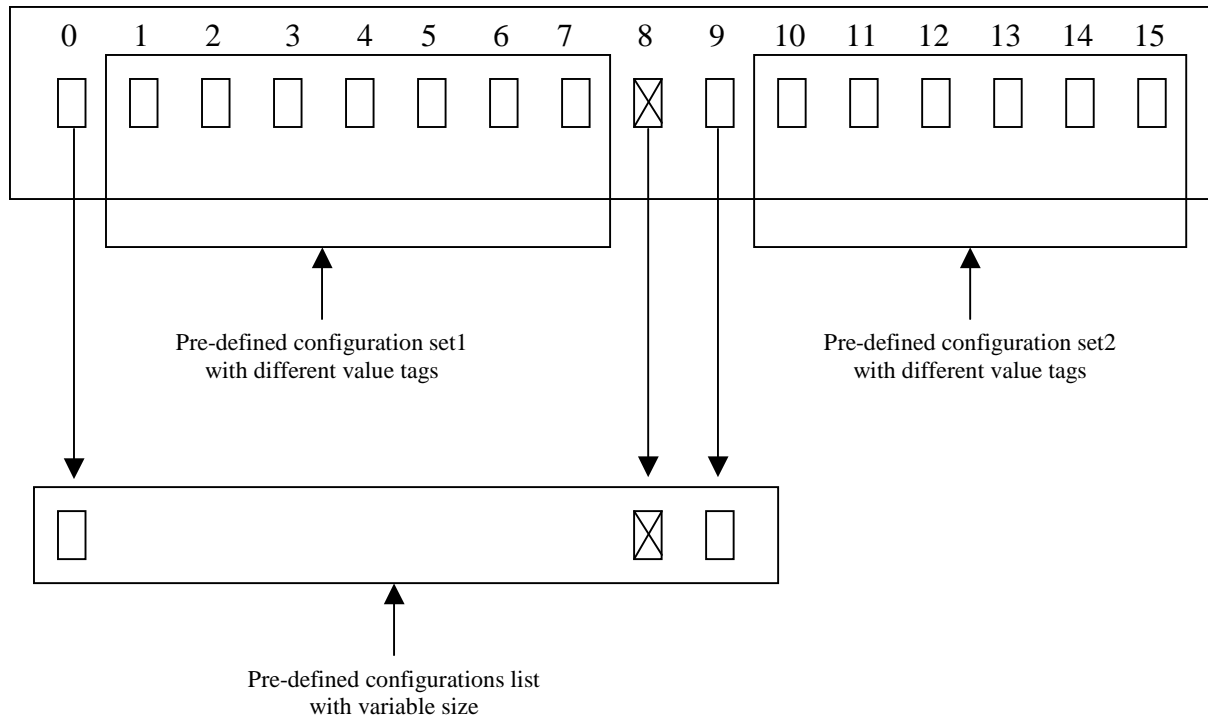 0 1 2 3 4 5 6 7 8 9 10 11 12 13 14 15
Pre-defined configuration set1
with different value tags
Pre-defined configuration set2
with different value tags
Pre-defined configurations list
with variable size